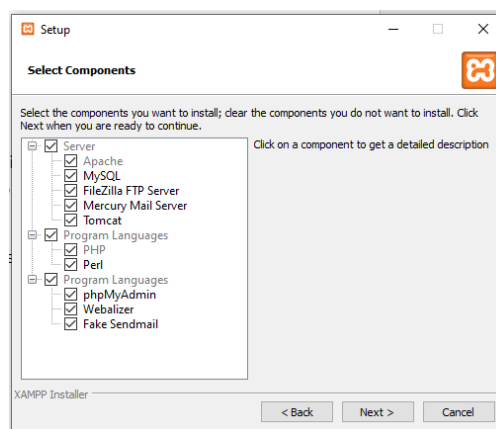 Setup
Select Components
Select the components you want to install; clear the components you do not want to install. Click
Next when you are ready to continue.
Server
Apache
MySQL
FileZilla FTP Server
Mercury Mail Server
Tomcat
Program Languages
PHP
Perl
Program Languages
phpMyAdmin
Webalizer
Fake Sendmail
Click on a component to get a detailed description
XAMPP Installer
< Back
Next >
Cancel